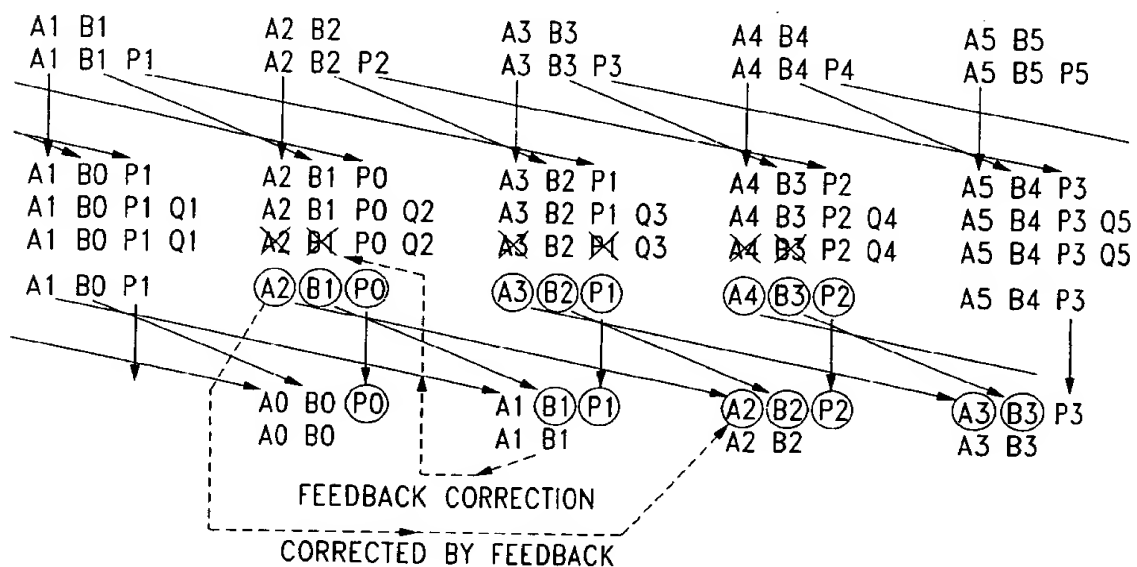 A1 B1 A2 B2 A3 B3 A4 B4 A5 B5
A1 B1 P1 A2 B2 P2 A3 B3 P3 A4 B4 P4 A5 B5 P5
A1 B0 P1 A2 B1 P0 A3 B2 P1 A4 B3 P2 A5 B4 P3
A1 B0 P1 Q1 A2 B1 P0 Q2 A3 B2 P1 Q3 A4 B3 P2 Q4 A5 B4 P3 Q5
A1 B0 P1 Q1 A2 B1 P0 Q2 A3 B2 P1 Q3 A4 B3 P2 Q4 A5 B4 P3 Q5
A1 B0 P1 A2 B1 P0 A3 B2 P1 A4 B3 P2 A5 B4 P3
A0 B0 P0 A1 B1 P1 A2 B2 P2 A3 B3 P3
A0 B0 A1 B1 A2 B2 A3 B3
FEEDBACK CORRECTION
CORRECTED BY FEEDBACK